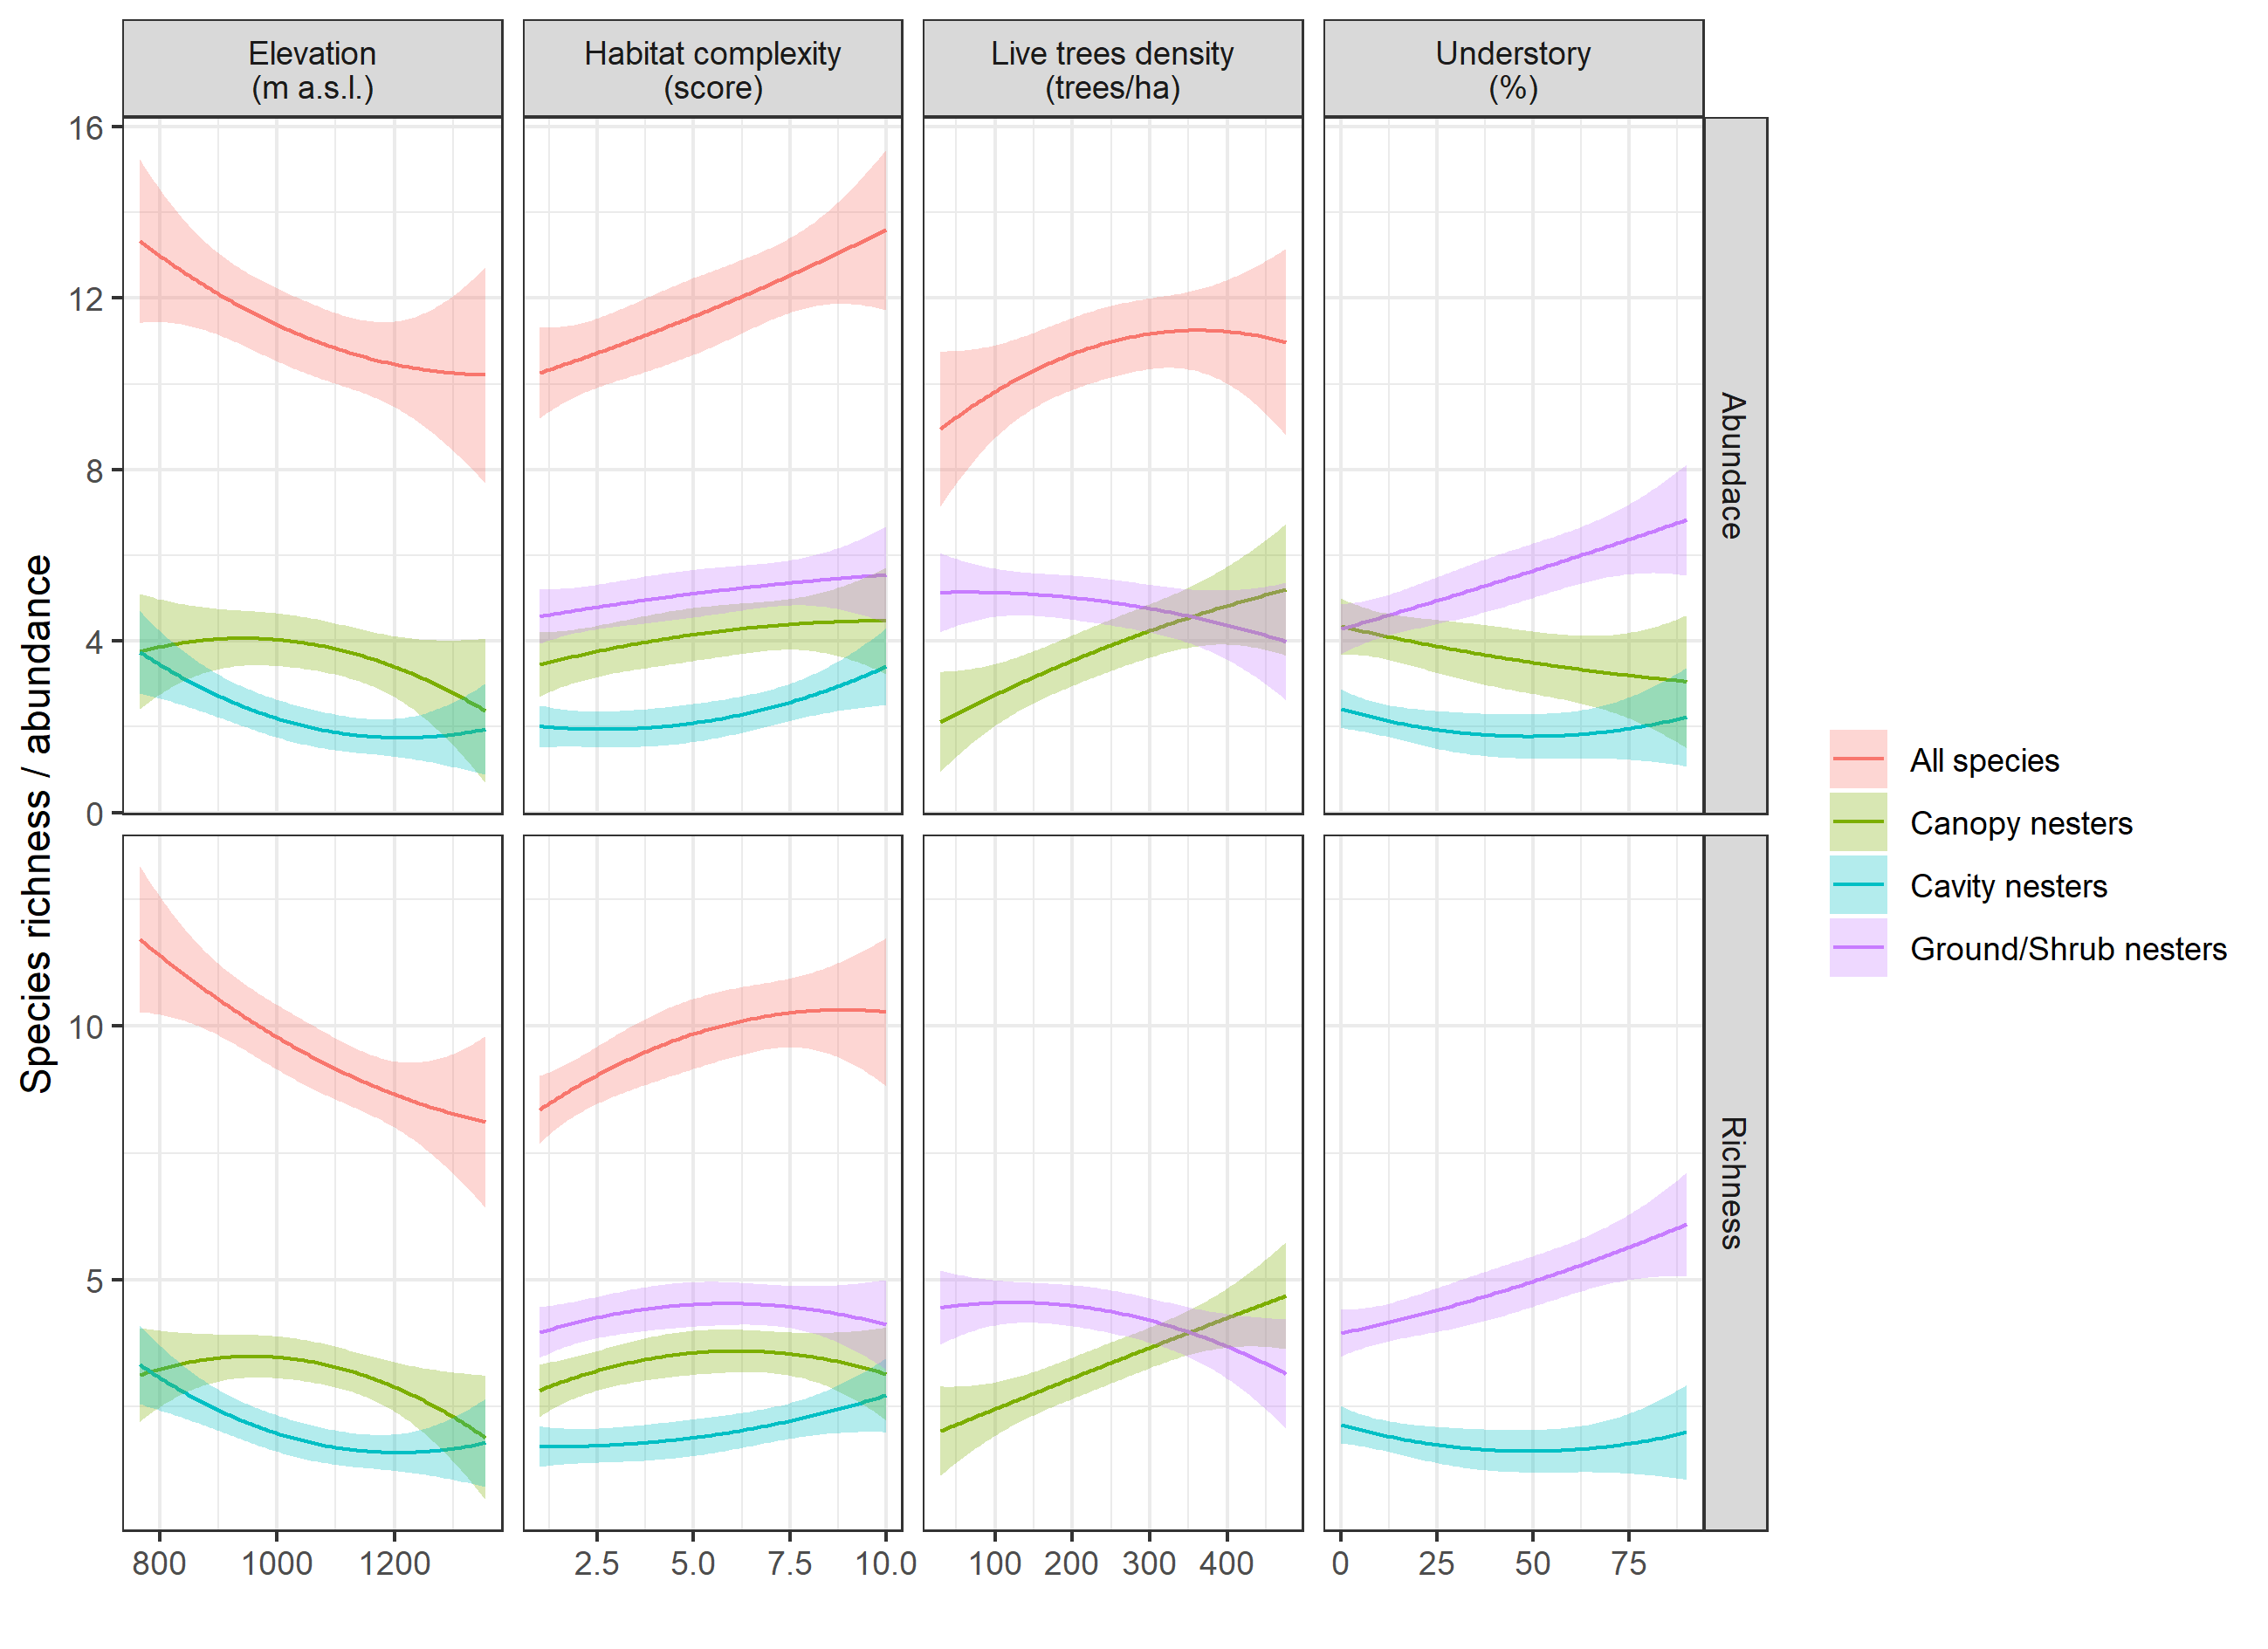 Elevation
(m a.s.l.)
Habitat complexity
(score)
Live trees density
(trees/ha)
Understory
(%)
16
12
8
4
0
Abundace
Species richness / abundance
10
5
Richness
800 1000 1200
2.5 5.0 7.5 10.0
100 200 300 400
0 25 50 75
All species
Canopy nesters
Cavity nesters
Ground/Shrub nesters